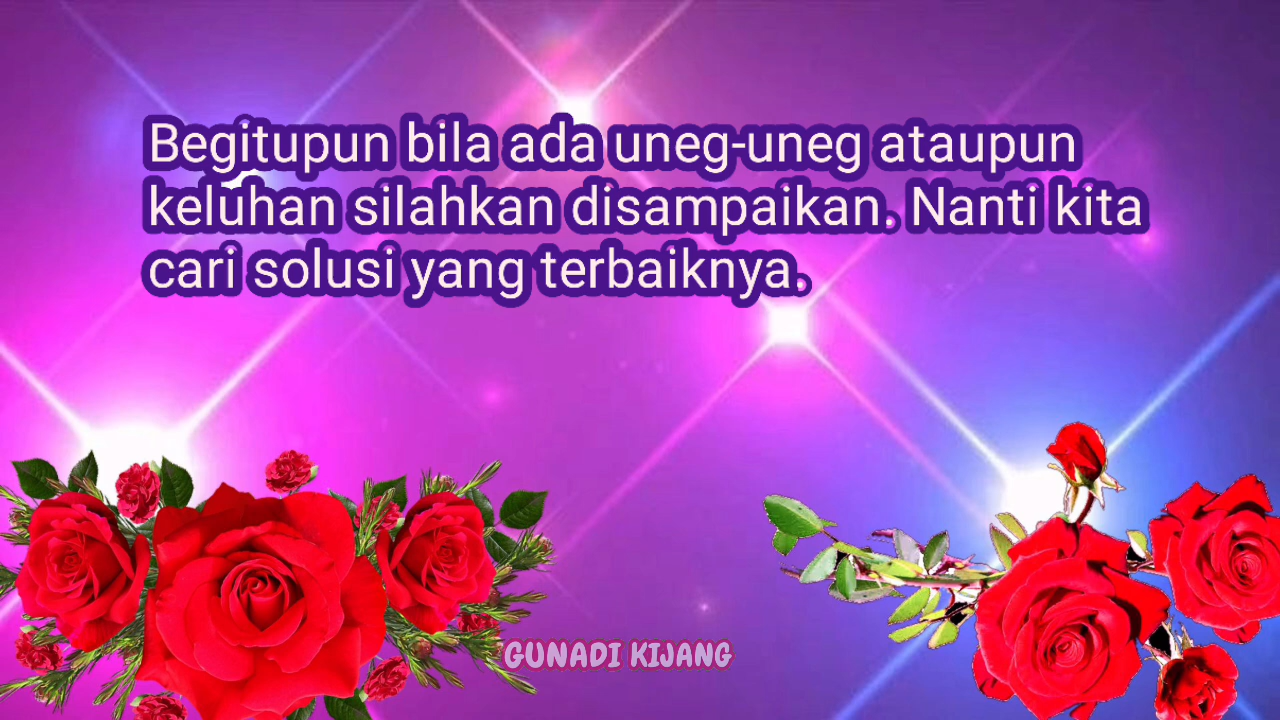 Begitupun bila ada uneg-uneg ataupun
keluhan silahkan disampaikan. Nanti kita
cari solusi yang terbaiknya.
GUNADI KIJANG